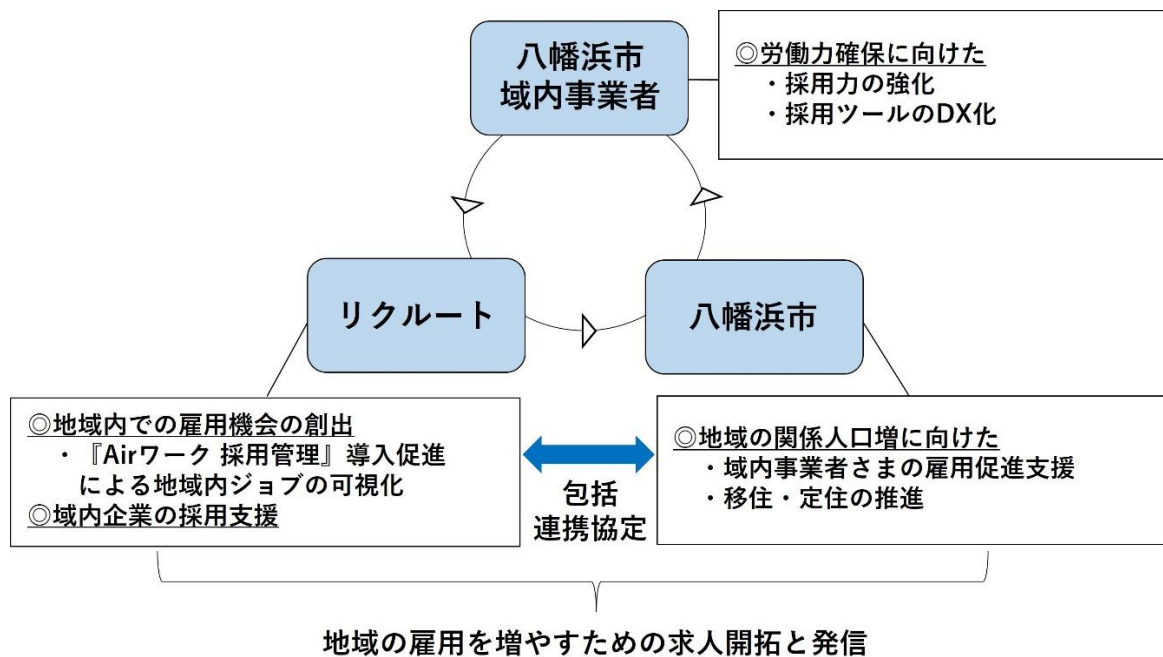 八幡浜市
域内事業者
◎労働力確保に向けた
・採用力の強化
・採用ツールのDX化
リクルート
八幡浜市
◎地域内での雇用機会の創出
・『Airワーク 採用管理』導入促進
による地域内ジョブの可視化
◎域内企業の採用支援
包括
連携協定
◎地域の関係人口増に向けた
・域内事業者さまの雇用促進支援
・移住・定住の推進
地域の雇用を増やすための求人開拓と発信